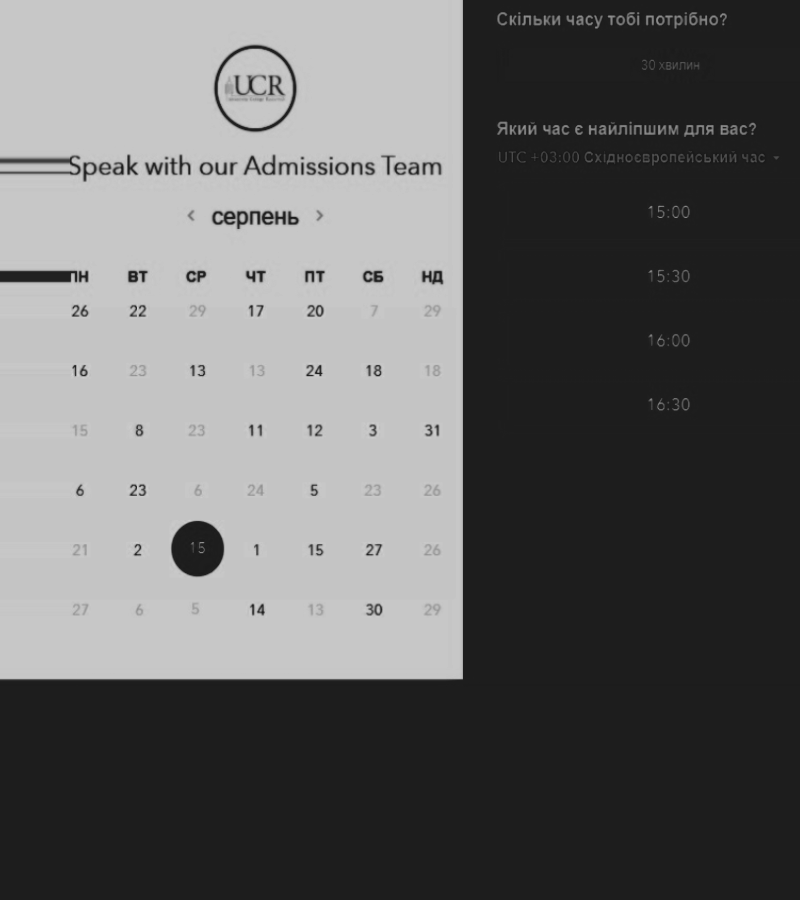 UCR
Speak with our Admissions Team
< серпень >
ПН ВТ СР ЧТ ПТ СБ НД
26 22 29 17 20 7 29
16 23 13 13 24 18 18
15 8 23 11 12 3 31
6 23 6 24 5 23 26
21 2 15 1 15 27 26
27 6 5 14 13 30 29
Скільки часу тобі потрібно?
30 хвилин
Який час є найліпшим для вас?
UTC +03:00 Східноєвропейський час
15:00
15:30
16:00
16:30